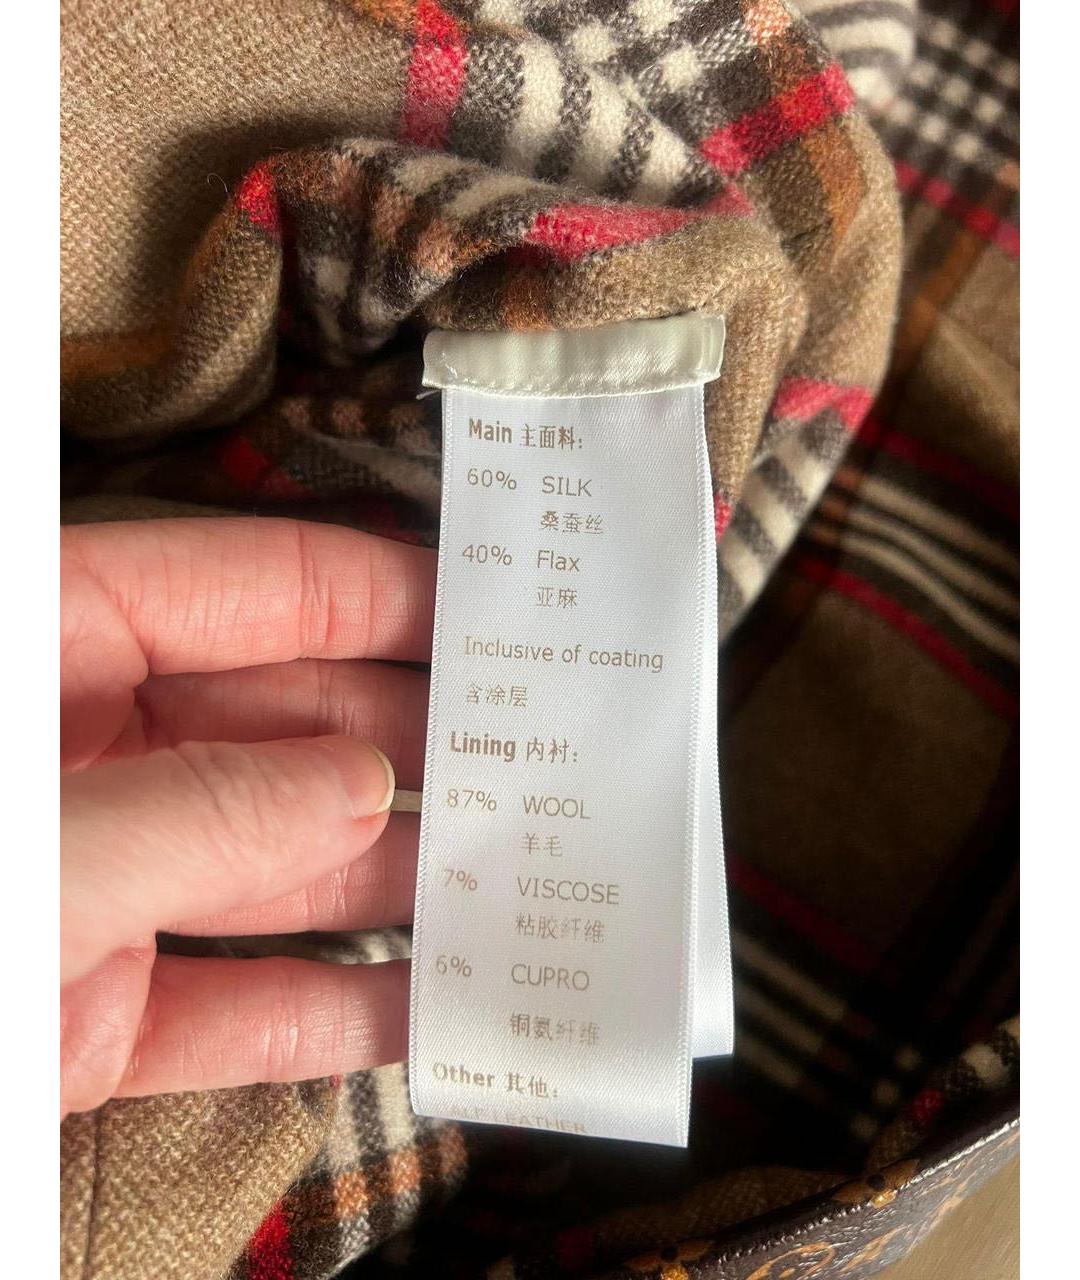 Main 主面料:
60% SILK
桑蚕丝
40% Flax
亚麻
Inclusive of coating
含涂层
Lining 内衬:
87% WOOL
羊毛
7% VISCOSE
粘胶纤维
6% CUPRO
铜氨纤维
Other 其他:
LEATHER